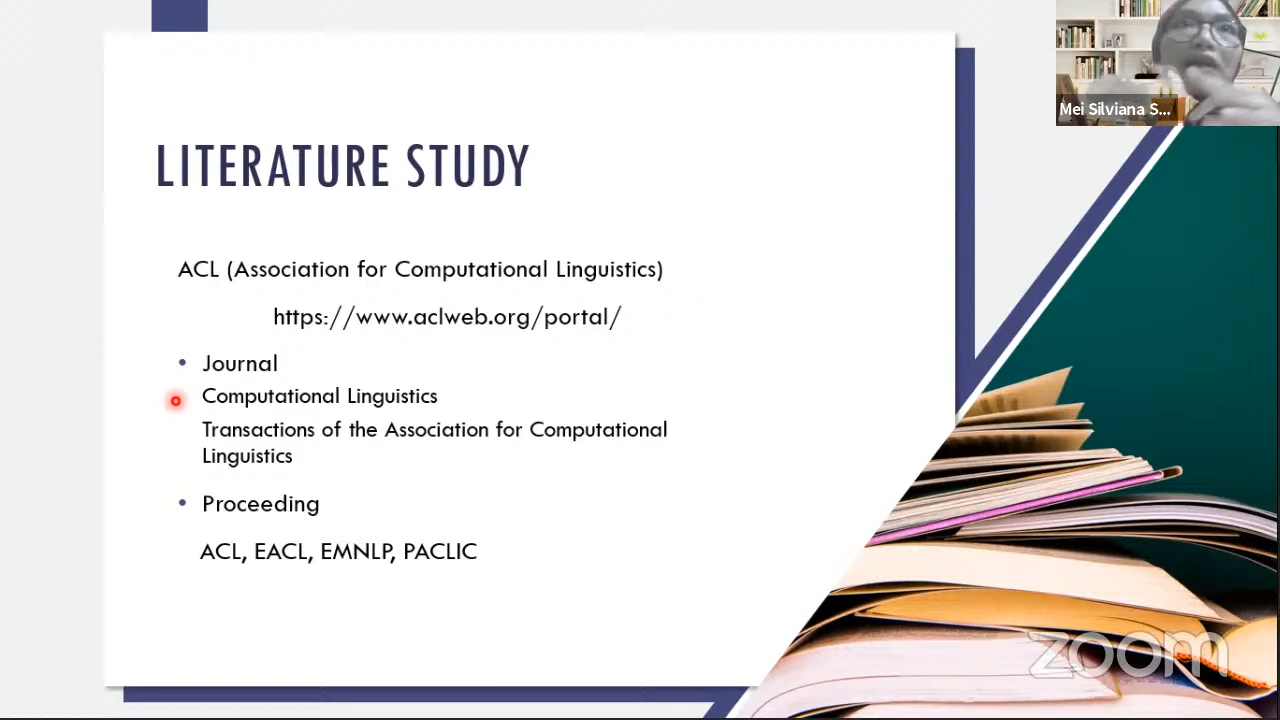 Mei Silviana S...
LITERATURE STUDY
ACL (Association for Computational Linguistics)
https://www.aclweb.org/portal/
• Journal
Computational Linguistics
Transactions of the Association for Computational
Linguistics
• Proceeding
ACL, EACL, EMNLP, PACLIC
zoom